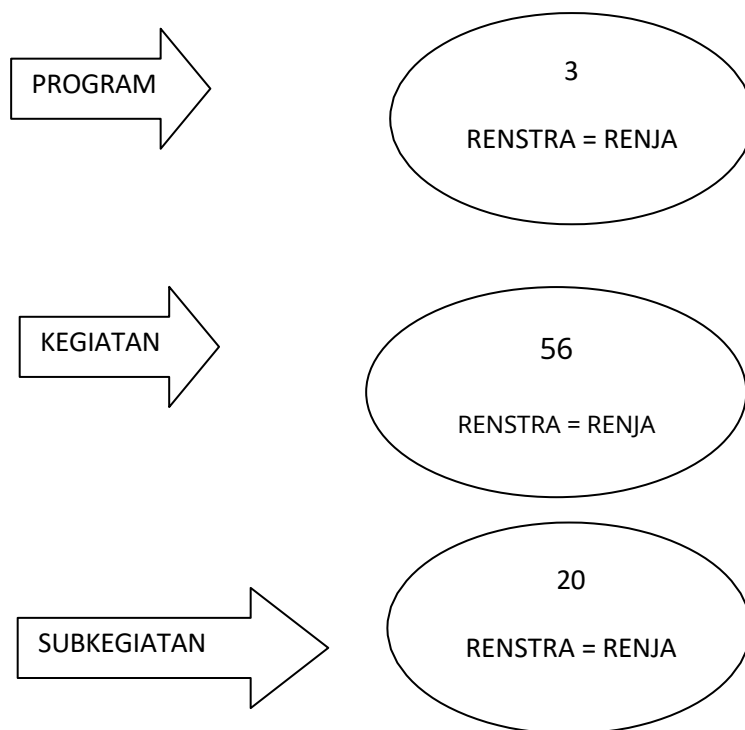 PROGRAM
3
RENSTRA = RENJA
KEGIATAN
56
RENSTRA = RENJA
SUBKEGIATAN
20
RENSTRA = RENJA